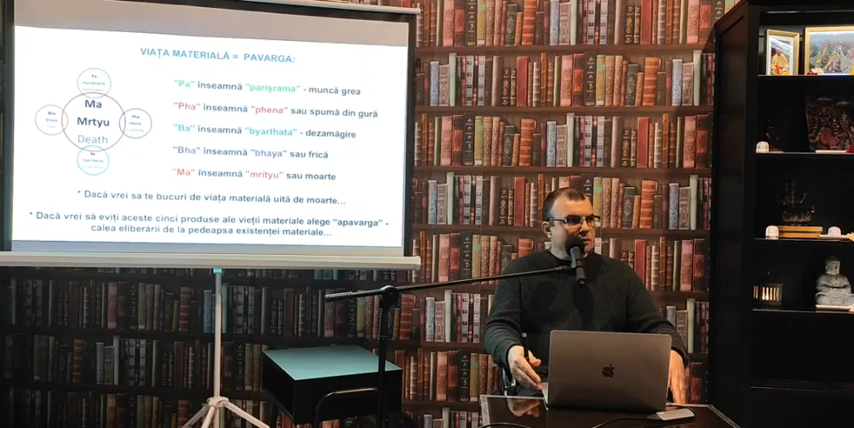 VIAȚA MATERIALĂ = PAVARGA:
"Pa" înseamnă "parișrama" - muncă grea
"Pha" înseamnă "phena" sau spumă din gură
"Ba" înseamnă "byarthata" - dezamăgire
"Bha" înseamnă "bhaya" sau frică
"Ma" înseamnă "mrityu" sau moarte
* Dacă vrei sa te bucuri de viața materială uită de moarte...
* Dacă vrei să eviți aceste cinci produse ale vieții materiale alege "apavarga" -
calea eliberării de la pedeapsa existenței materiale...
Ma
Mrtyu
Death